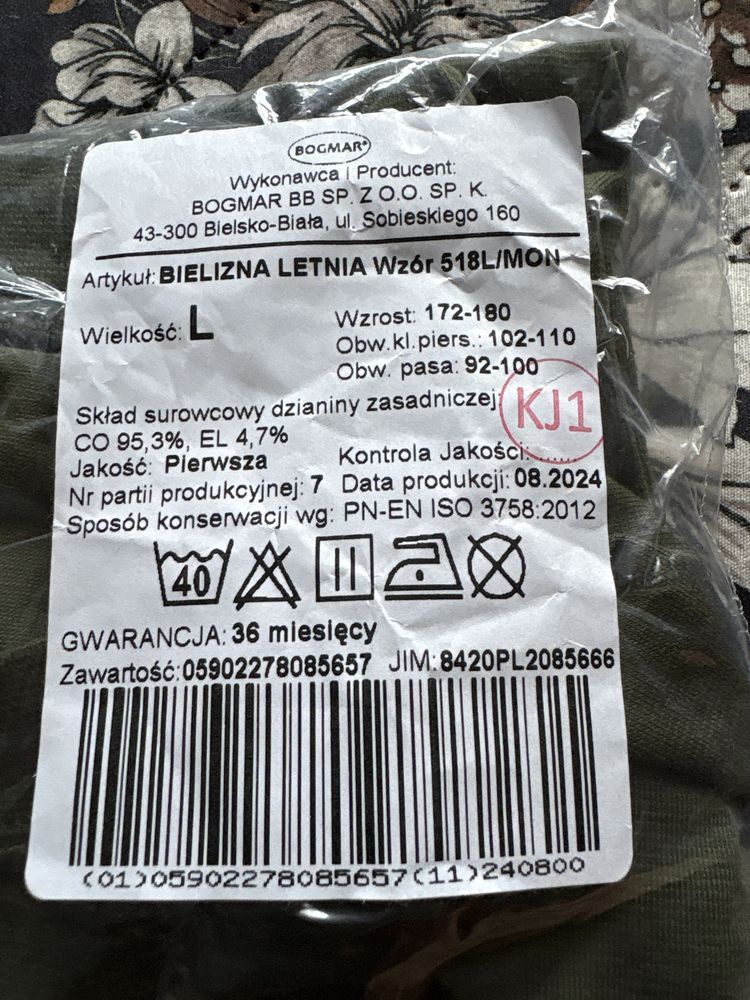 BOGMAR®
Wykonawca i Producent:
BOGMAR BB SP. Z O.O. SP. K.
43-300 Bielsko-Biała, ul. Sobieskiego 160
Artykuł: BIELIZNA LETNIA Wzór 518L/MON
Wielkość: L
Wzrost: 172-180
Obw.kl.piers.: 102-110
Obw. pasa: 92-100
Skład surowcowy dzianiny zasadniczej:
CO 95,3%, EL 4,7%
KJ1
Jakość: Pierwsza Kontrola Jakości:......
Nr partii produkcyjnej: 7 Data produkcji: 08.2024
Sposób konserwacji wg: PN-EN ISO 3758:2012
40
GWARANCJA: 36 miesięcy
Zawartość: 05902278085657 JIM: 8420PL2085666
(01)05902278085657(11)240800